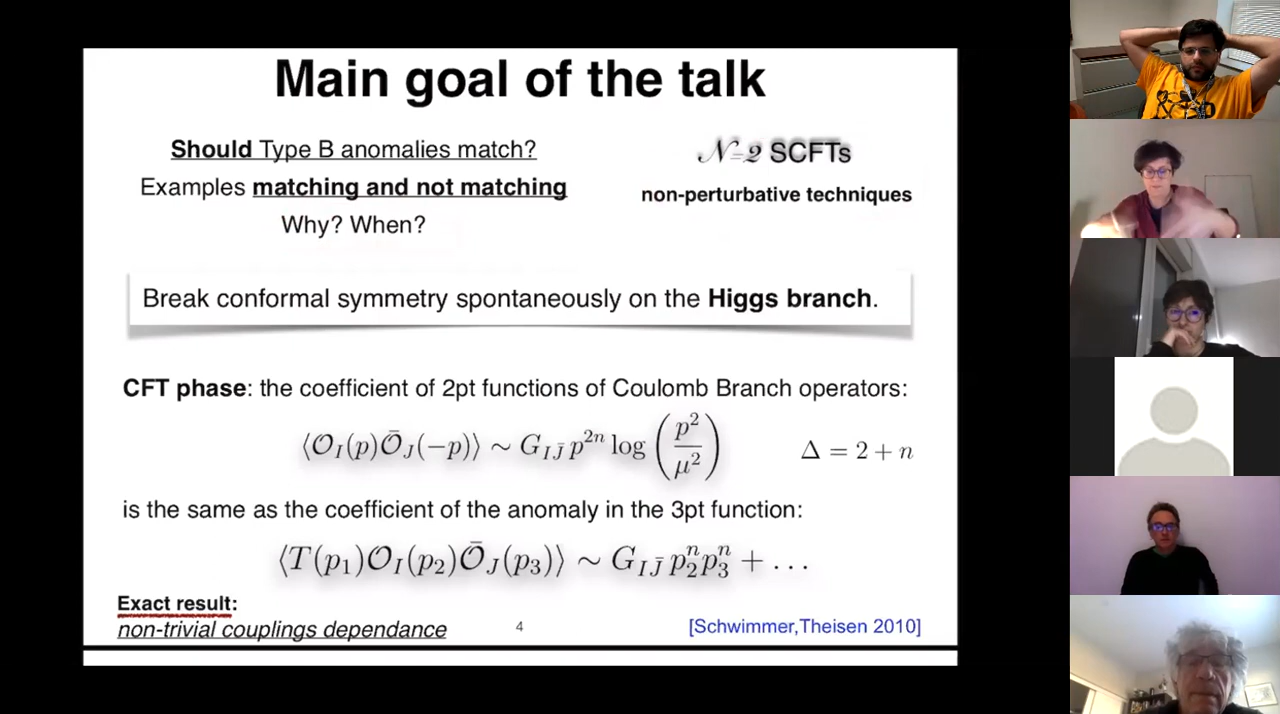 Main goal of the talk
Should Type B anomalies match?
Examples matching and not matching
Why? When?
𝒩=2 SCFTs
non-perturbative techniques
Break conformal symmetry spontaneously on the Higgs branch.
CFT phase: the coefficient of 2pt functions of Coulomb Branch operators:
⟨𝒪_I(p)𝒪̄_J(−p)⟩ ∼ G_{IJ̄} p^{2n} log(p²/μ²)    Δ = 2 + n
is the same as the coefficient of the anomaly in the 3pt function:
⟨T(p₁)𝒪_I(p₂)𝒪̄_J(p₃)⟩ ∼ G_{IJ̄} p₂ⁿp₃ⁿ + …
Exact result:
non-trivial couplings dependance
4
[Schwimmer,Theisen 2010]